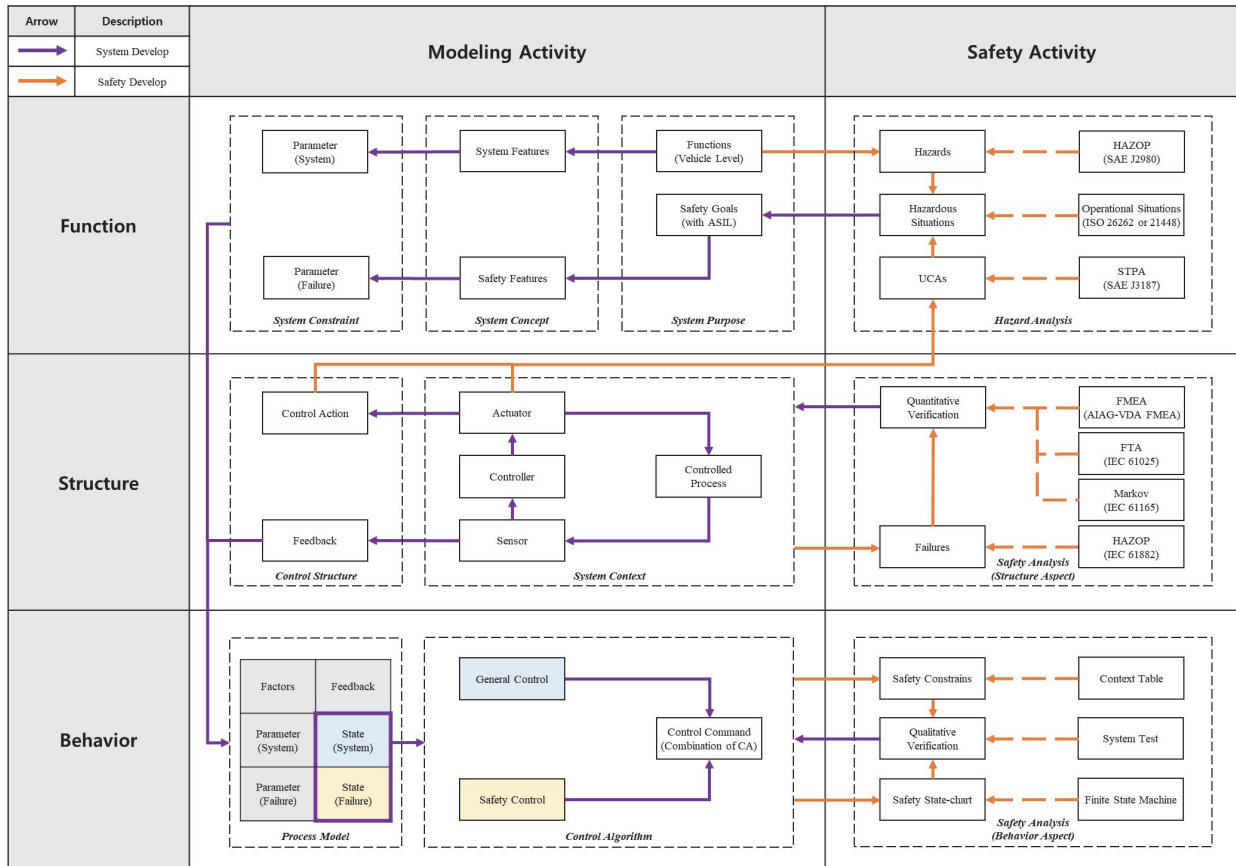 Arrow
Description
System Develop
Safety Develop
Modeling Activity
Safety Activity
Function
Parameter
(System)
System Features
Functions
(Vehicle Level)
Hazards
HAZOP
(SAE J2980)
Safety Goals
(with ASIL)
Hazardous
Situations
Operational Situations
(ISO 26262 or 21448)
Parameter
(Failure)
Safety Features
UCAs
STPA
(SAE J3187)
System Constraint
System Concept
System Purpose
Hazard Analysis
Structure
Control Action
Actuator
Quantitative
Verification
FMEA
(AIAG-VDA FMEA)
FTA
(IEC 61025)
Controller
Controlled
Process
Markov
(IEC 61165)
Feedback
Sensor
Failures
HAZOP
(IEC 61882)
Control Structure
System Context
Safety Analysis
(Structure Aspect)
Behavior
Factors
Feedback
General Control
Safety Constrains
Context Table
Parameter
(System)
State
(System)
Control Command
(Combination of CA)
Qualitative
Verification
System Test
Parameter
(Failure)
State
(Failure)
Safety Control
Safety State-chart
Finite State Machine
Process Model
Control Algorithm
Safety Analysis
(Behavior Aspect)